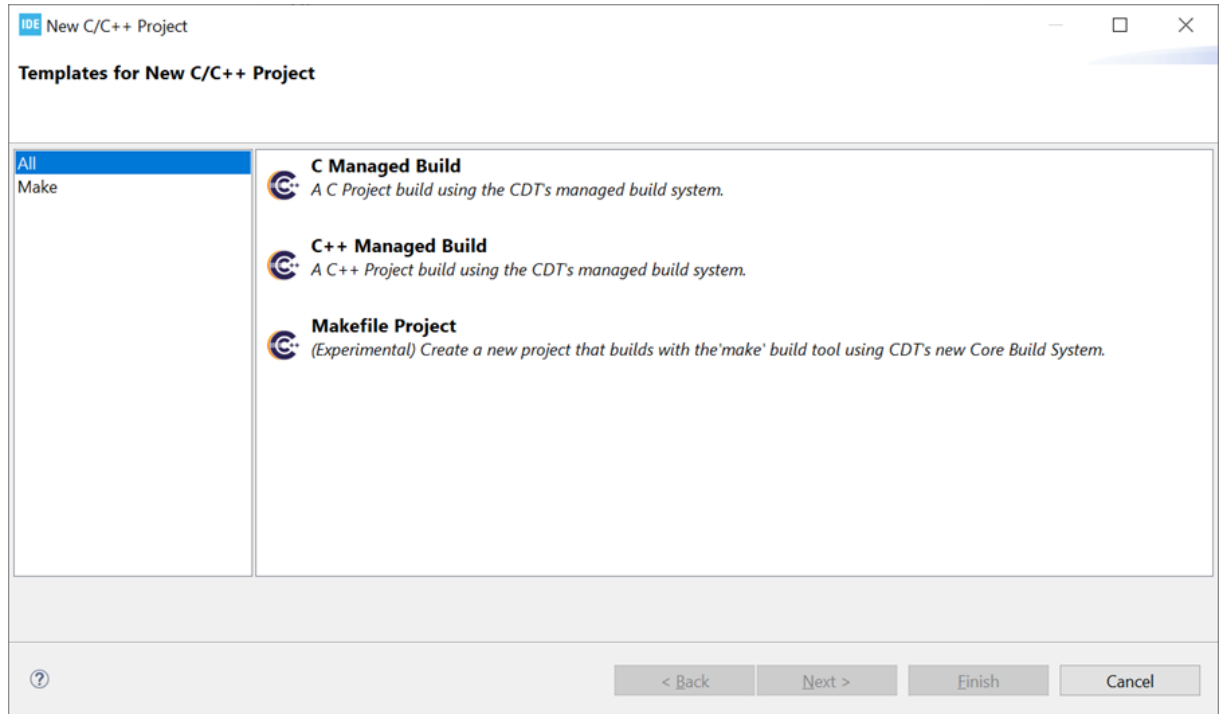 IDE New C/C++ Project
Templates for New C/C++ Project
All
Make
C Managed Build
A C Project build using the CDT's managed build system.
C++ Managed Build
A C++ Project build using the CDT's managed build system.
Makefile Project
(Experimental) Create a new project that builds with the'make' build tool using CDT's new Core Build System.
? < Back Next > Finish Cancel